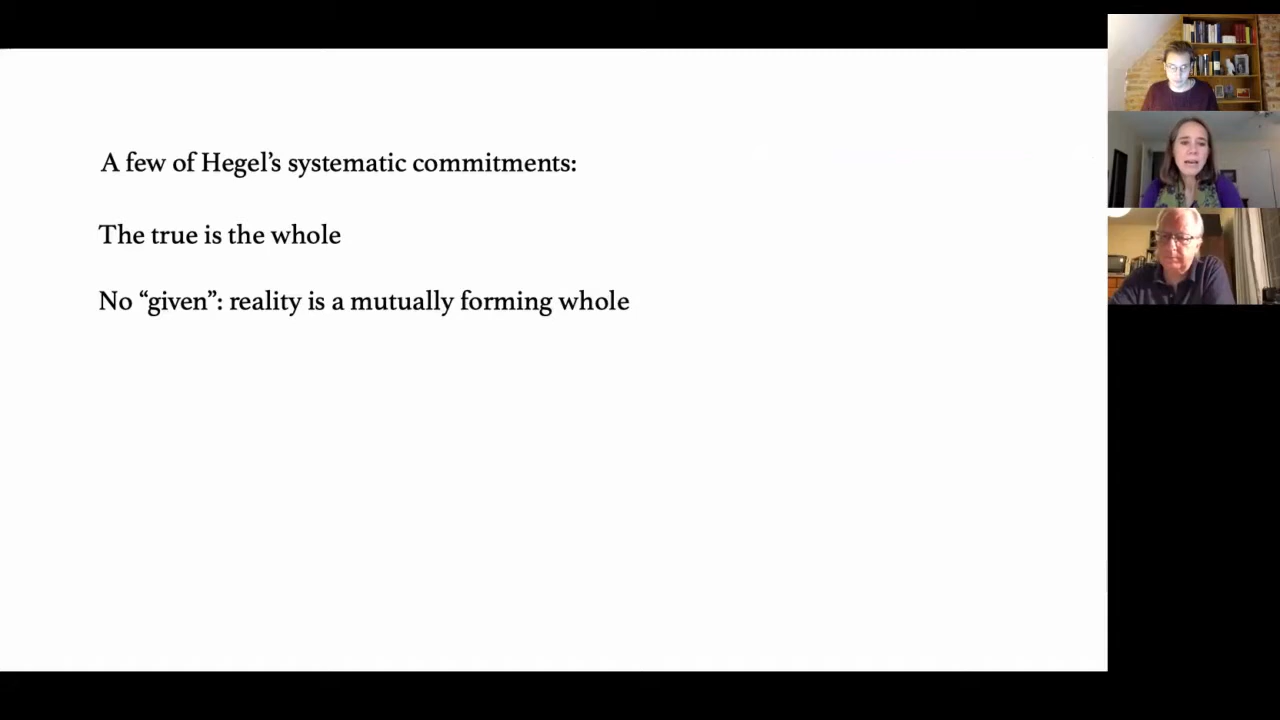 A few of Hegel’s systematic commitments:
The true is the whole
No “given”: reality is a mutually forming whole